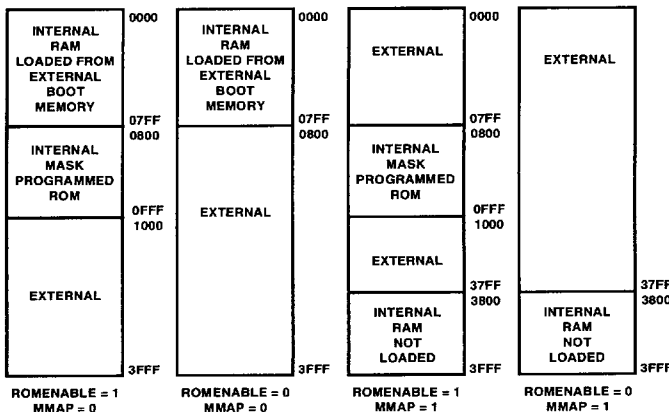 INTERNAL
RAM
LOADED FROM
EXTERNAL
BOOT
MEMORY
0000
07FF
0800
INTERNAL
MASK
PROGRAMMED
ROM
0FFF
1000
EXTERNAL
3FFF
ROMENABLE = 1
MMAP = 0
INTERNAL
RAM
LOADED FROM
EXTERNAL
BOOT
MEMORY
0000
07FF
0800
EXTERNAL
3FFF
ROMENABLE = 0
MMAP = 0
EXTERNAL
0000
07FF
0800
INTERNAL
MASK
PROGRAMMED
ROM
0FFF
1000
EXTERNAL
37FF
3800
INTERNAL
RAM
NOT
LOADED
3FFF
ROMENABLE = 1
MMAP = 1
EXTERNAL
0000
37FF
3800
INTERNAL
RAM
NOT
LOADED
3FFF
ROMENABLE = 0
MMAP = 1